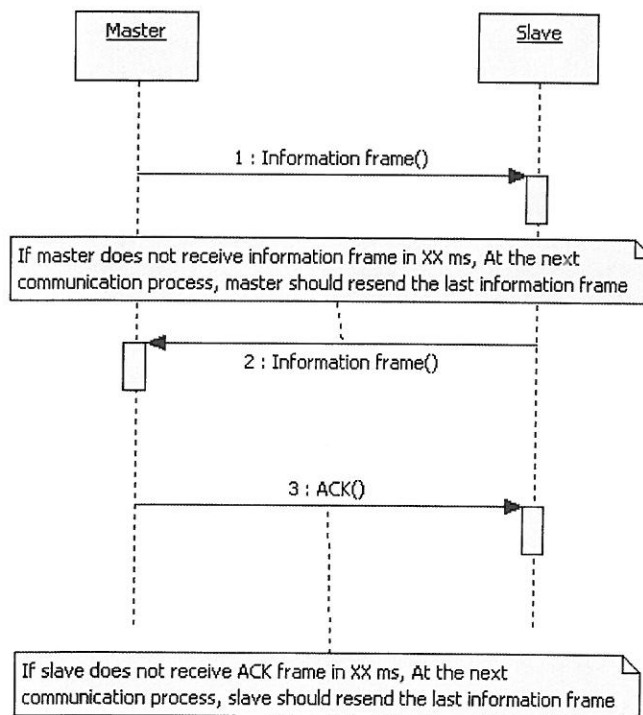 Master
Slave
1 : Information frame()
If master does not receive information frame in XX ms, At the next
communication process, master should resend the last information frame
2 : Information frame()
3 : ACK()
If slave does not receive ACK frame in XX ms, At the next
communication process, slave should resend the last information frame